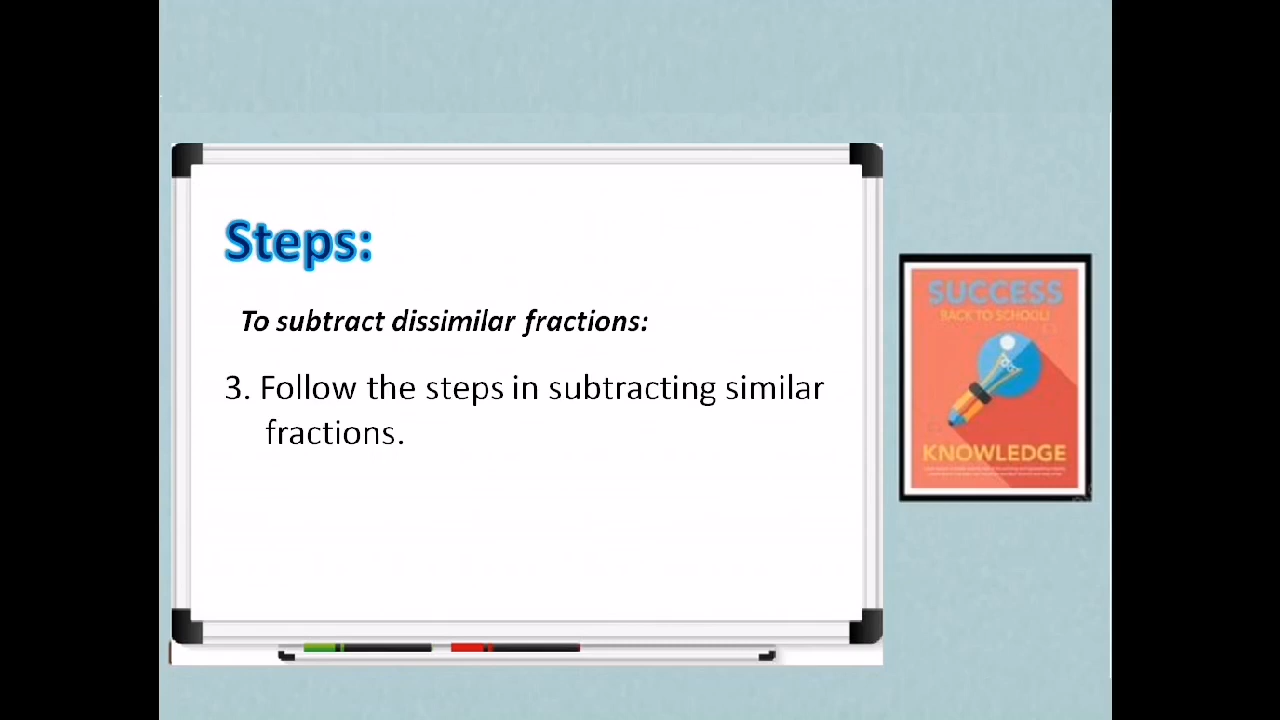 Steps:
To subtract dissimilar fractions:
3. Follow the steps in subtracting similar
fractions.
SUCCESS
BACK TO SCHOOL!
KNOWLEDGE